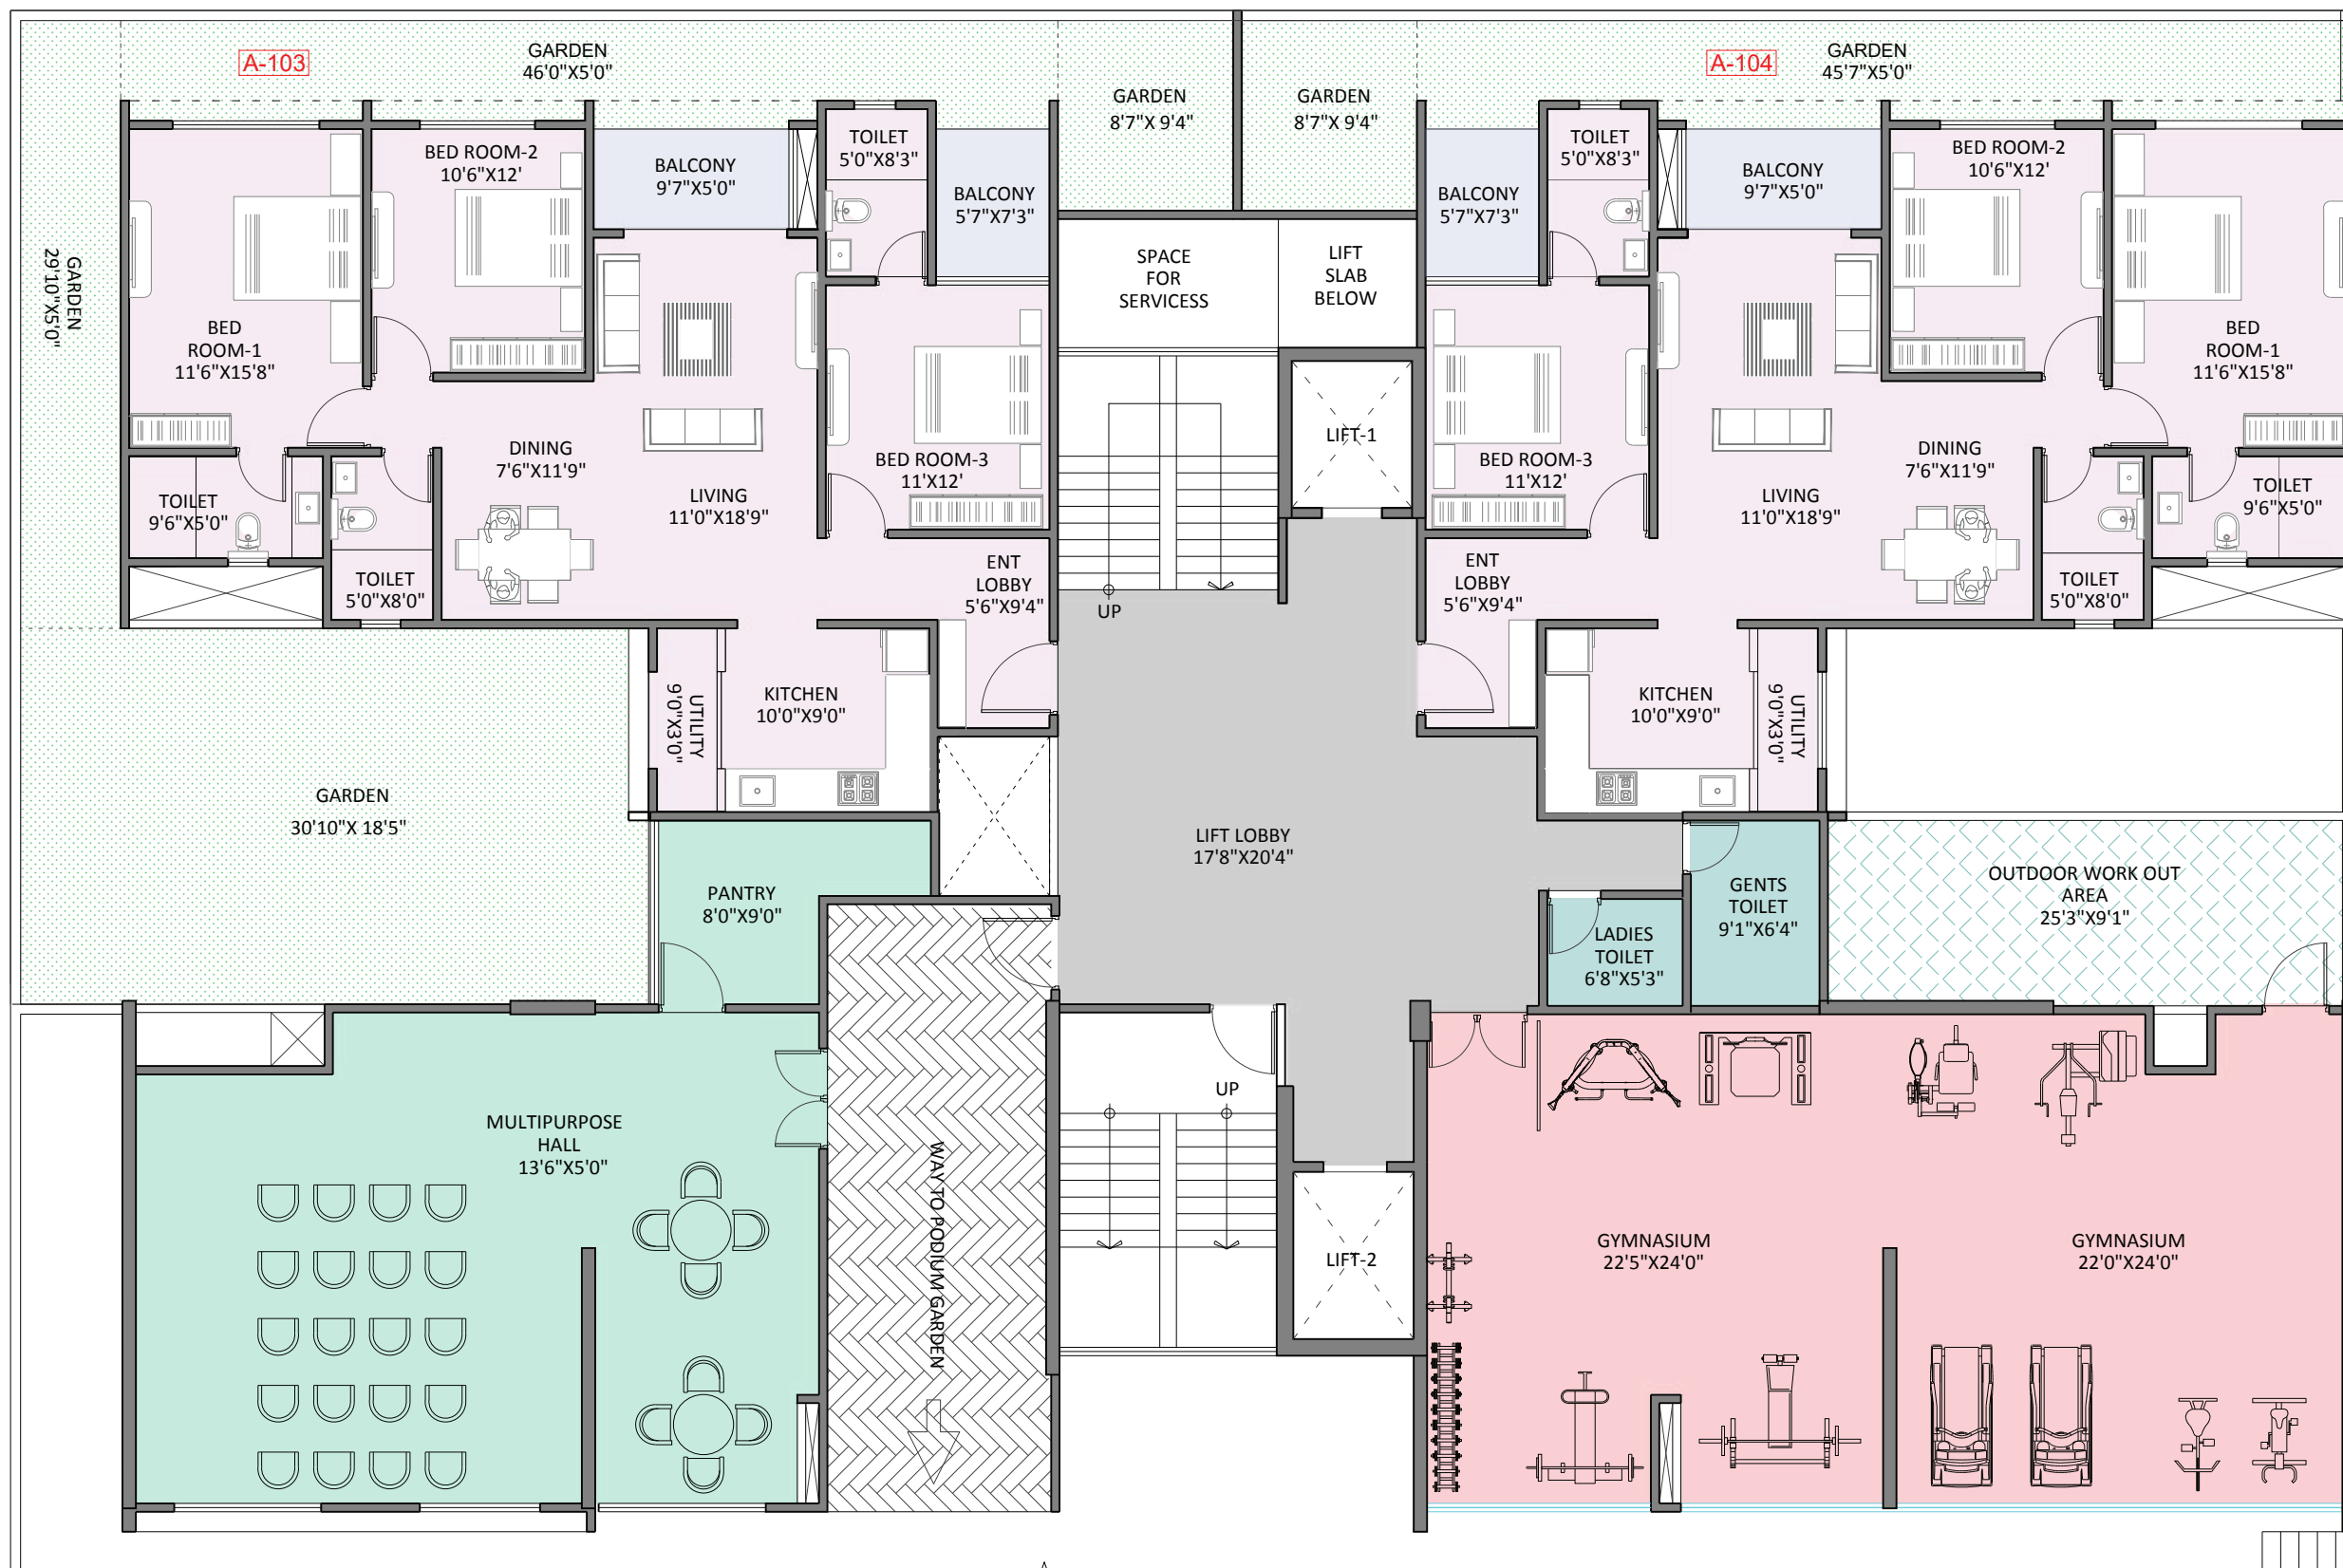 A-103
GARDEN
46'0"X5'0"
GARDEN
8'7"X 9'4"
GARDEN
8'7"X 9'4"
A-104
GARDEN
45'7"X5'0"
GARDEN
29'10"X5'0"
BED
ROOM-1
11'6"X15'8"
BED ROOM-2
10'6"X12'
BALCONY
9'7"X5'0"
TOILET
5'0"X8'3"
BALCONY
5'7"X7'3"
SPACE
FOR
SERVICESS
LIFT
SLAB
BELOW
BALCONY
5'7"X7'3"
TOILET
5'0"X8'3"
BALCONY
9'7"X5'0"
BED ROOM-2
10'6"X12'
BED
ROOM-1
11'6"X15'8"
DINING
7'6"X11'9"
LIVING
11'0"X18'9"
BED ROOM-3
11'X12'
LIFT-1
BED ROOM-3
11'X12'
LIVING
11'0"X18'9"
DINING
7'6"X11'9"
TOILET
9'6"X5'0"
TOILET
5'0"X8'0"
ENT
LOBBY
5'6"X9'4"
UP
ENT
LOBBY
5'6"X9'4"
TOILET
5'0"X8'0"
TOILET
9'6"X5'0"
UTILITY
9'0"X3'0"
KITCHEN
10'0"X9'0"
KITCHEN
10'0"X9'0"
UTILITY
9'0"X3'0"
GARDEN
30'10"X 18'5"
LIFT LOBBY
17'8"X20'4"
PANTRY
8'0"X9'0"
LADIES
TOILET
6'8"X5'3"
GENTS
TOILET
9'1"X6'4"
OUTDOOR WORK OUT
AREA
25'3"X9'1"
MULTIPURPOSE
HALL
13'6"X5'0"
WAY TO PODIUM GARDEN
UP
LIFT-2
GYMNASIUM
22'5"X24'0"
GYMNASIUM
22'0"X24'0"